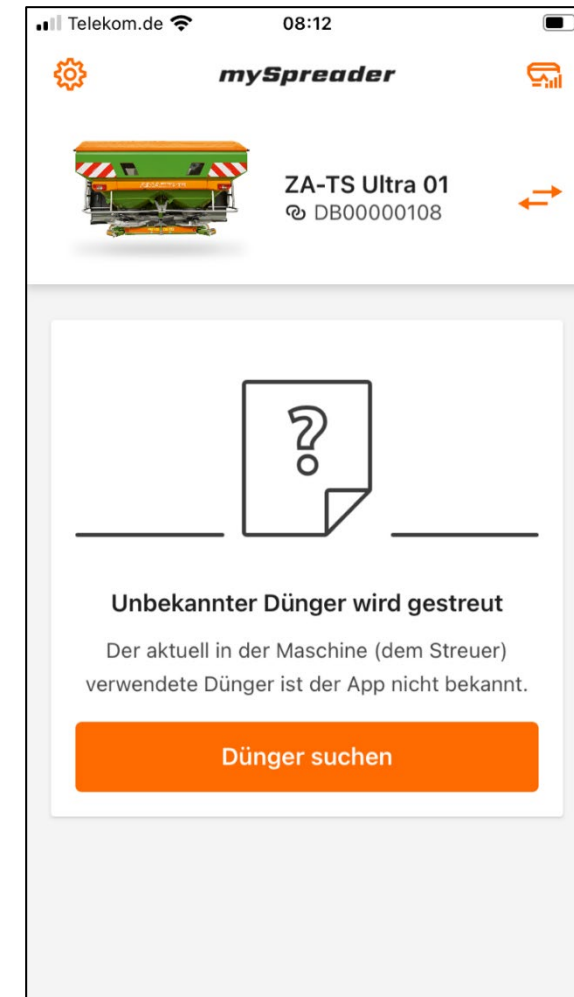 Telekom.de 08:12
mySpreader
ZA-TS Ultra 01
DB00000108
?
Unbekannter Dünger wird gestreut
Der aktuell in der Maschine (dem Streuer)
verwendete Dünger ist der App nicht bekannt.
Dünger suchen